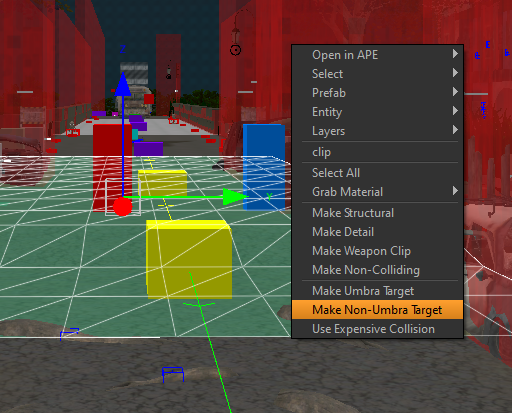 Open in APE
Select
Prefab
Entity
Layers
clip
Select All
Grab Material
Make Structural
Make Detail
Make Weapon Clip
Make Non-Colliding
Make Umbra Target
Make Non-Umbra Target
Use Expensive Collision